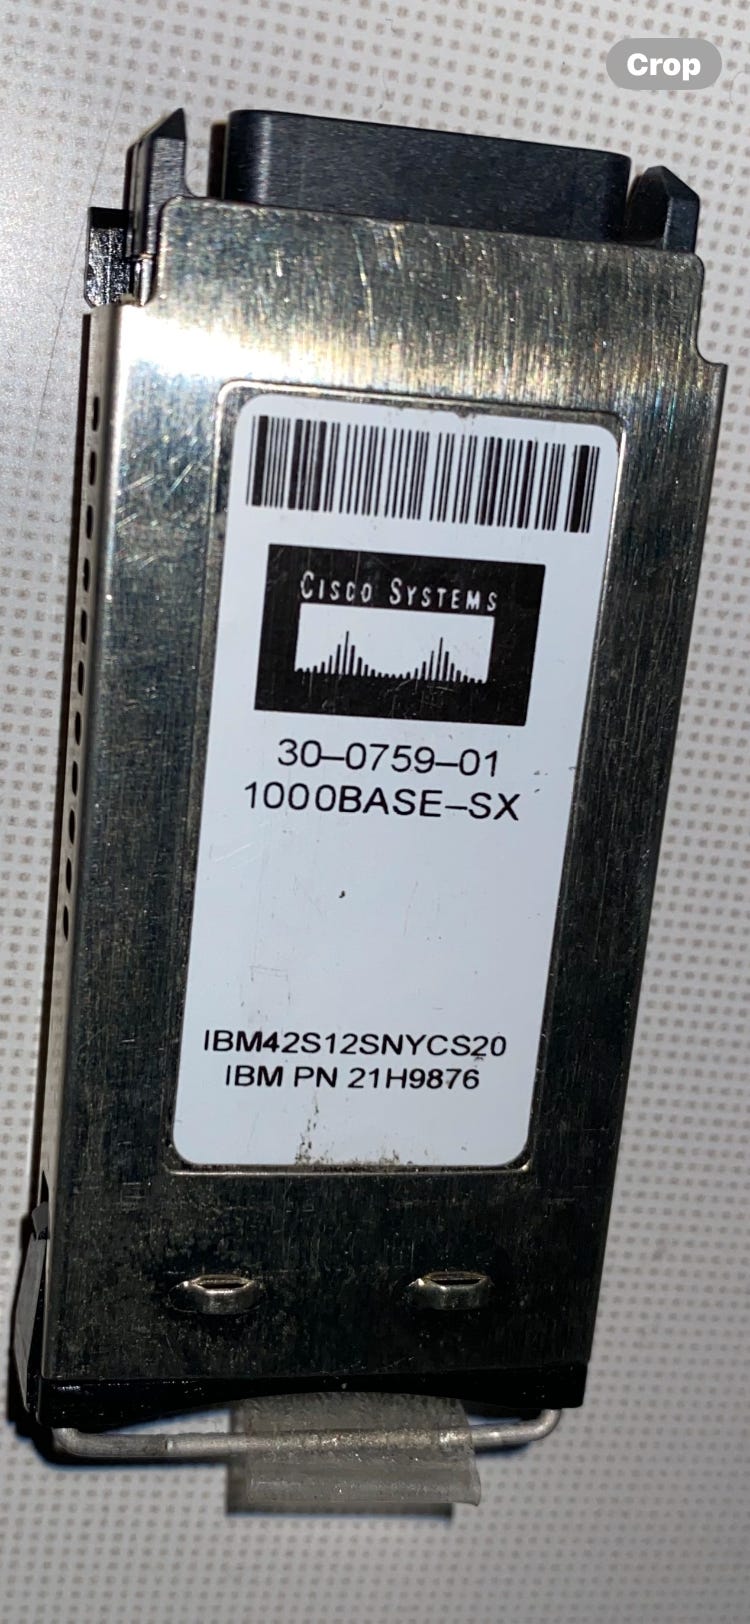 Crop
CISCO SYSTEMS
30-0759-01
1000BASE-SX
IBM42S12SNYCS20
IBM PN 21H9876